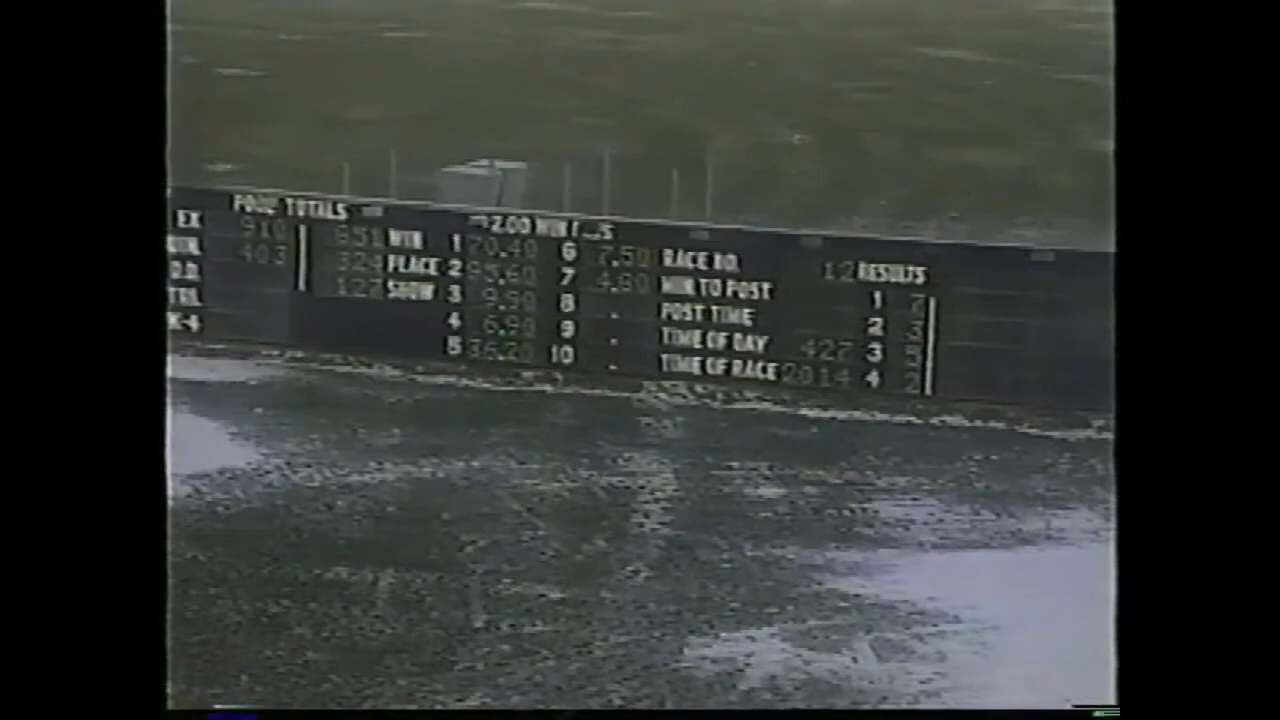 POOL TOTALS
$2.00 WIN
EX 910 851 WIN 1 20.40 6 7.50 RACE NO. 12 RESULTS
QUIN. 403 324 PLACE 2 95.60 7 4.80 MIN TO POST 1 7
D.D. 127 SHOW 3 9.90 8 . POST TIME 2 3
TRI. 4 6.90 9 . TIME OF DAY 427 3 5
5 36.20 10 . TIME OF RACE 2014 4 2